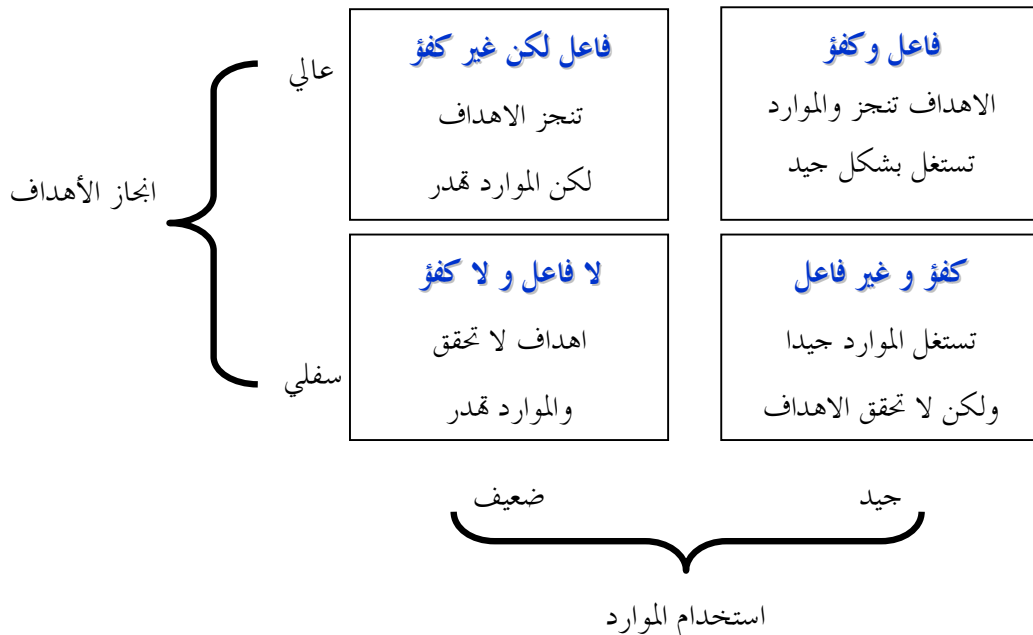 فاعل وكفؤ
الاهداف تنجز والموارد
تستغل بشكل جيد
فاعل لكن غير كفؤ
تنجز الاهداف
لكن الموارد تهدر
عالي
انجاز الأهداف
كفؤ و غير فاعل
تستغل الموارد جيدا
ولكن لا تحقق الاهداف
لا فاعل و لا كفؤ
اهداف لا تحقق
والموارد تهدر
سفلي
جيد
ضعيف
استخدام الموارد